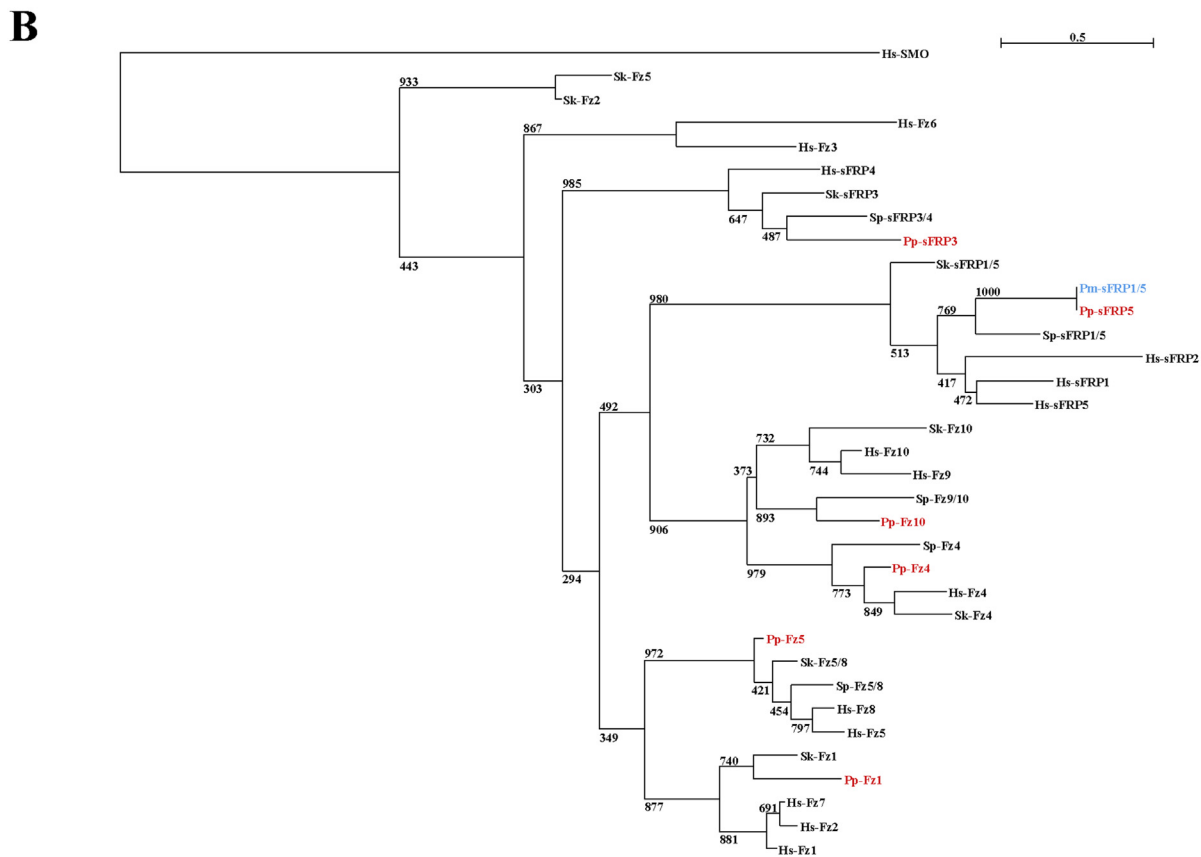 B
0.5
Hs-SMO
933
Sk-Fz5
Sk-Fz2
867
Hs-Fz6
Hs-Fz3
985
Hs-sFRP4
Sk-sFRP3
647
Sp-sFRP3/4
487
Pp-sFRP3
443
Sk-sFRP1/5
980
1000
Pm-sFRP1/5
769
Pp-sFRP5
Sp-sFRP1/5
513
Hs-sFRP2
417
Hs-sFRP1
303
472
Hs-sFRP5
492
Sk-Fz10
732
Hs-Fz10
373
744
Hs-Fz9
Sp-Fz9/10
893
Pp-Fz10
906
Sp-Fz4
Pp-Fz4
294
979
773
Hs-Fz4
849
Sk-Fz4
Pp-Fz5
972
Sk-Fz5/8
421
Sp-Fz5/8
454
Hs-Fz8
797
Hs-Fz5
349
Sk-Fz1
740
Pp-Fz1
877
Hs-Fz7
691
Hs-Fz2
881
Hs-Fz1